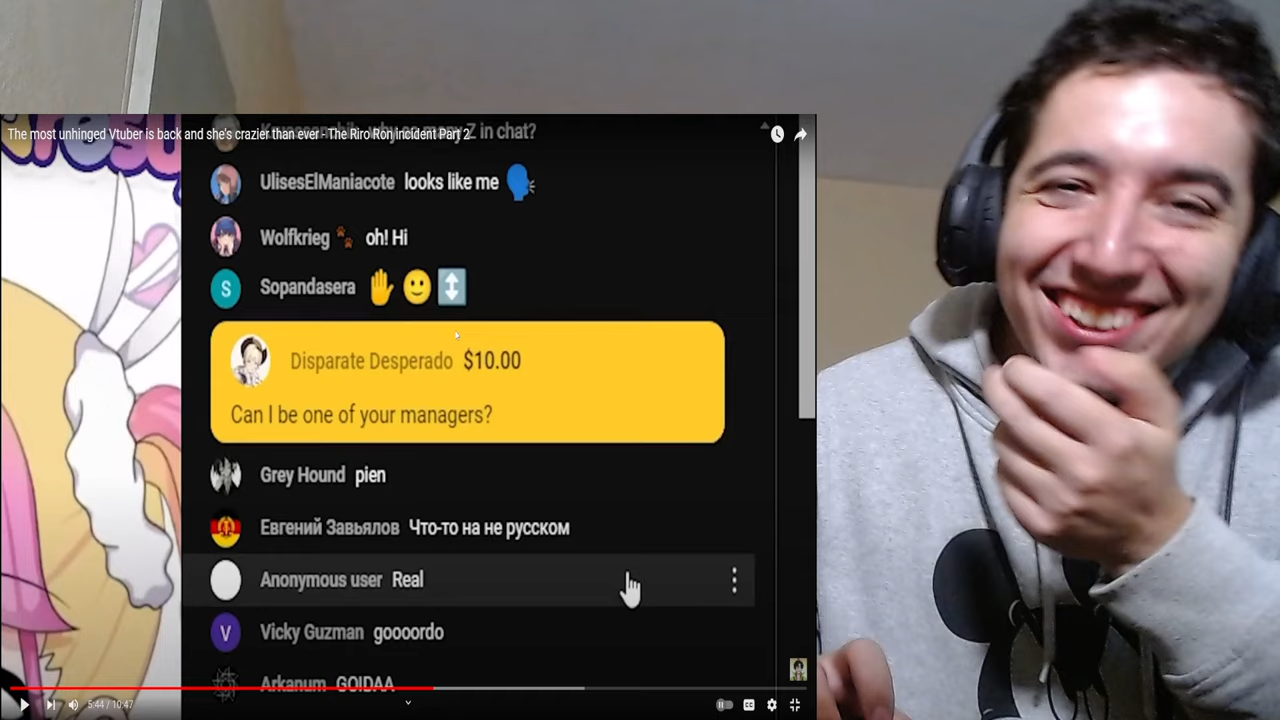 The most unhinged Vtuber is back and she's crazier than ever - The Riro Ron Incident Part 2
Z in chat?
UlisesElManiacote looks like me
Wolfkrieg oh! Hi
S Sopandasera
Disparate Desperado $10.00
Can I be one of your managers?
Grey Hound pien
Евгений Завьялов Что-то на не русском
Anonymous user Real
V Vicky Guzman goooordo
Arkanum GOIDAA
5:44 / 10:47